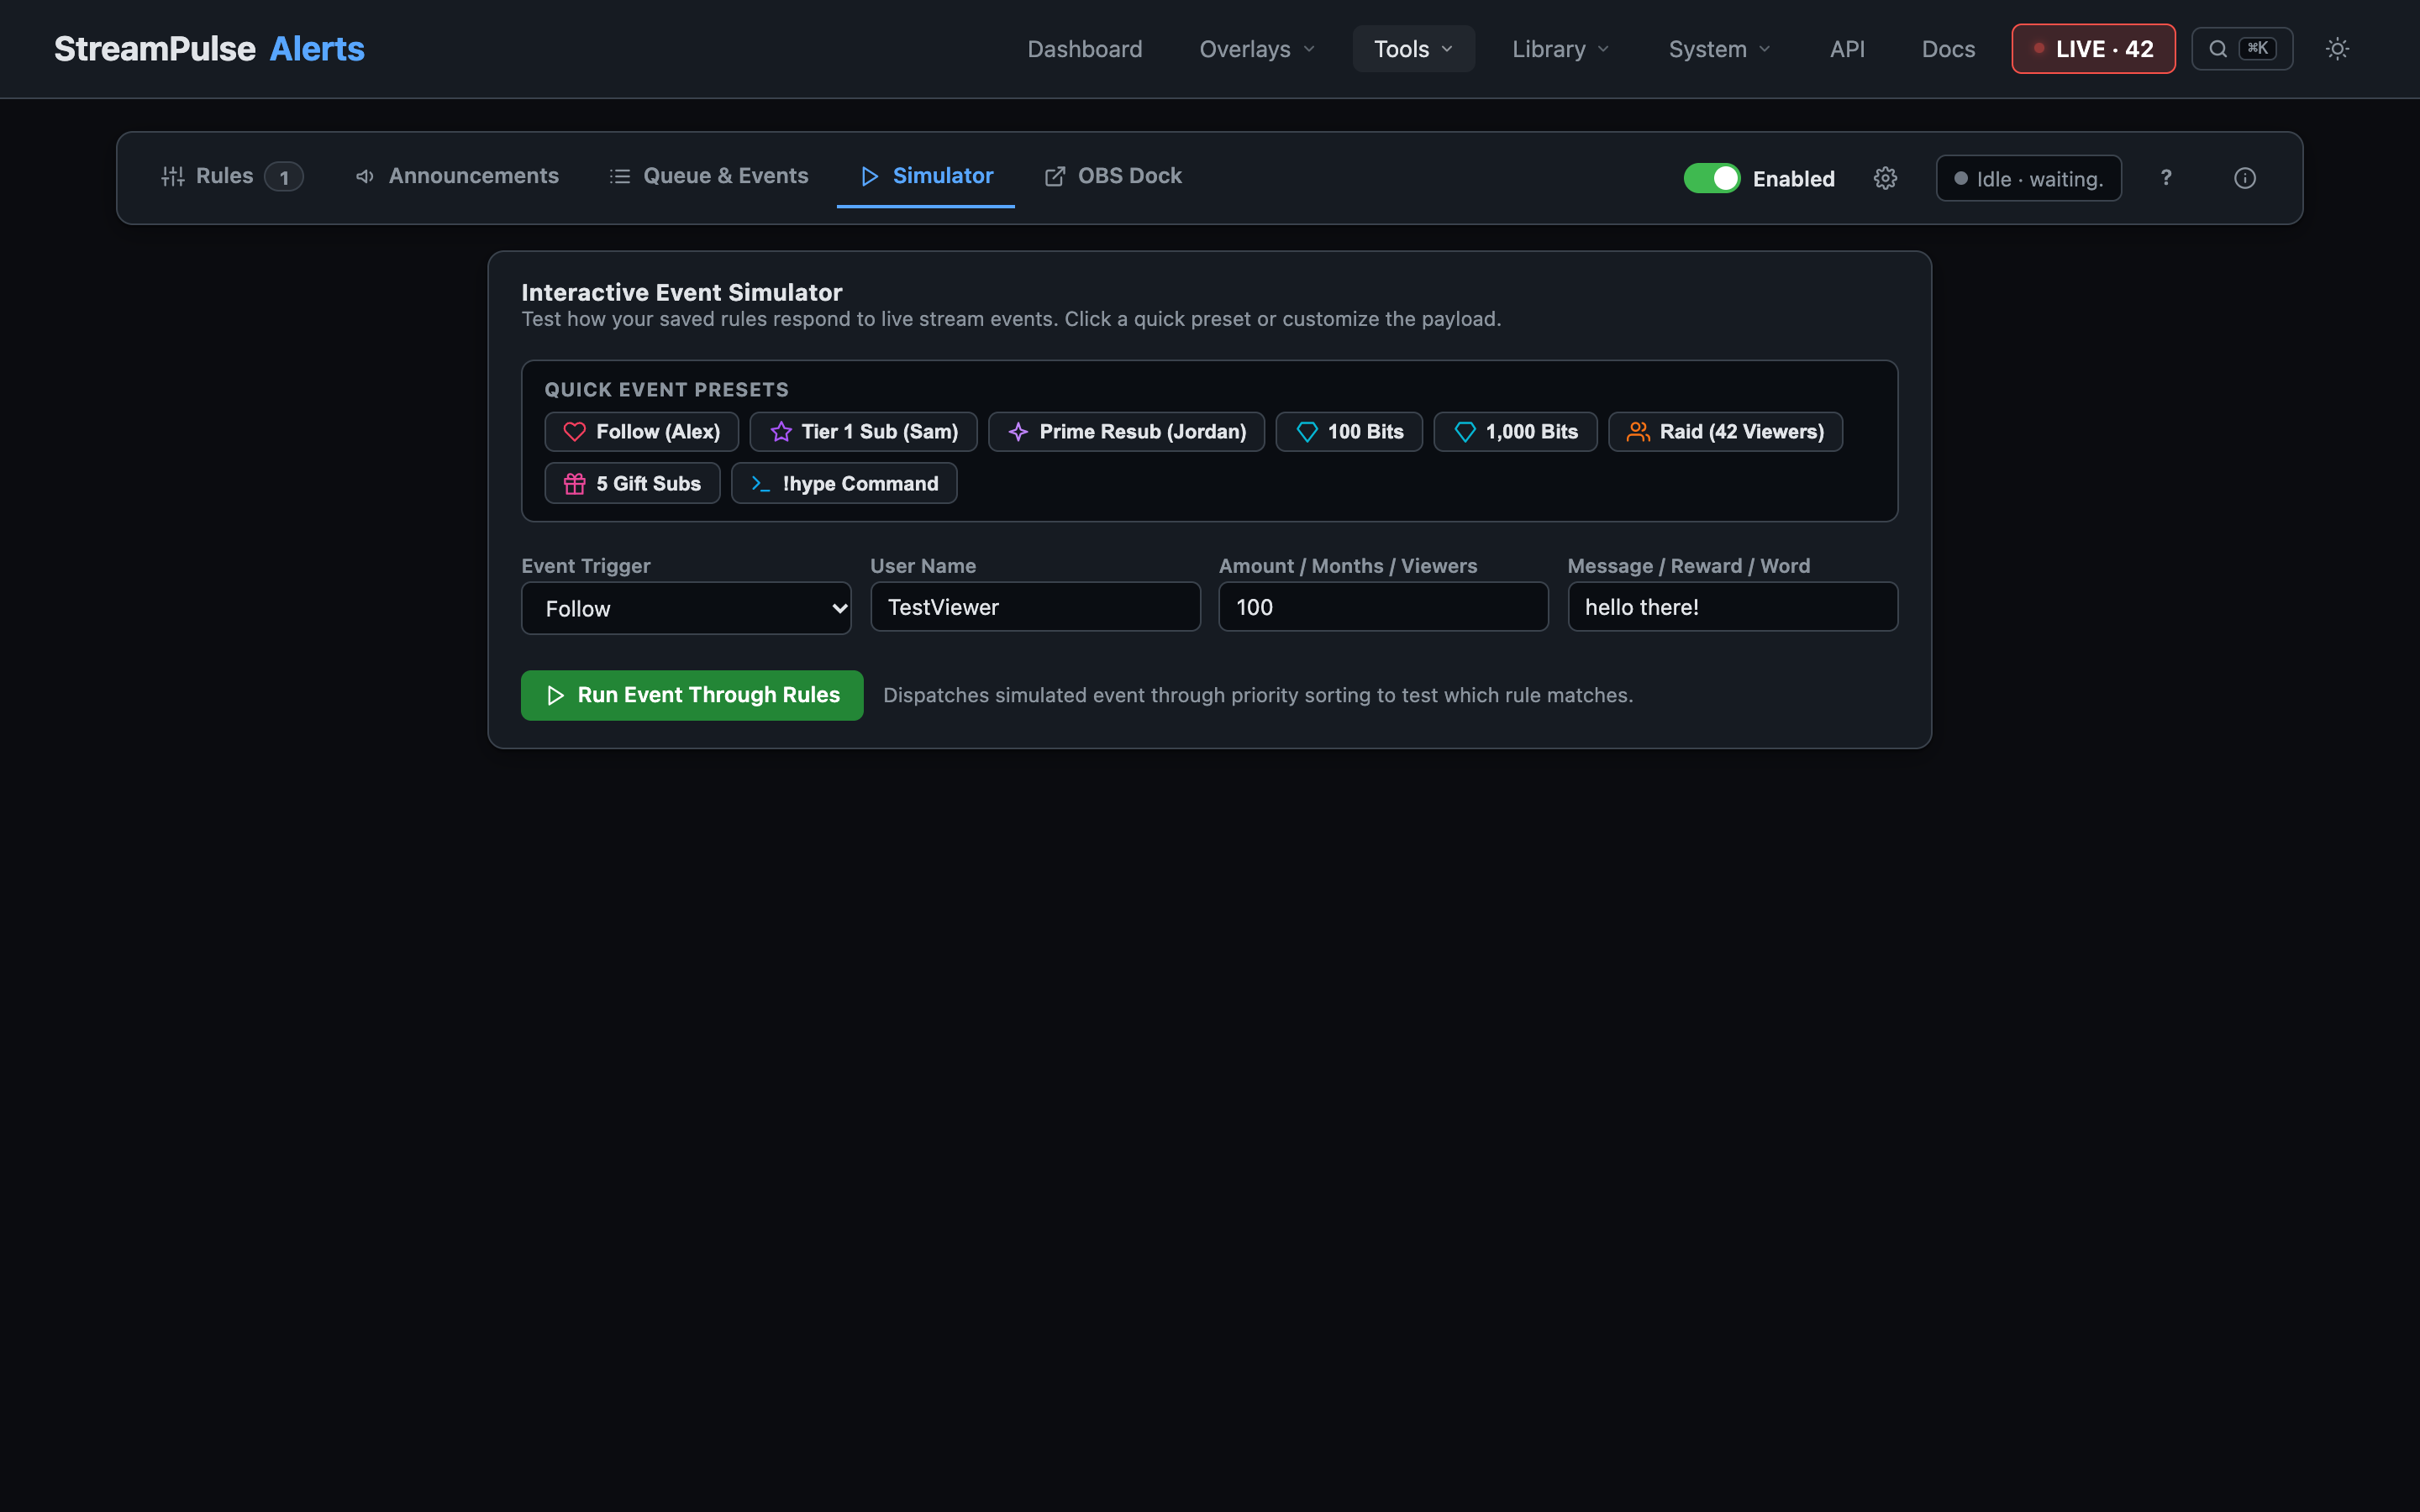 StreamPulse Alerts
Dashboard Overlays Tools Library System API Docs LIVE · 42 ⌘K
Rules 1 Announcements Queue & Events Simulator OBS Dock Enabled Idle · waiting. ?
Interactive Event Simulator
Test how your saved rules respond to live stream events. Click a quick preset or customize the payload.
QUICK EVENT PRESETS
Follow (Alex) Tier 1 Sub (Sam) Prime Resub (Jordan) 100 Bits 1,000 Bits Raid (42 Viewers)
5 Gift Subs !hype Command
Event Trigger User Name Amount / Months / Viewers Message / Reward / Word
Follow TestViewer 100 hello there!
Run Event Through Rules Dispatches simulated event through priority sorting to test which rule matches.